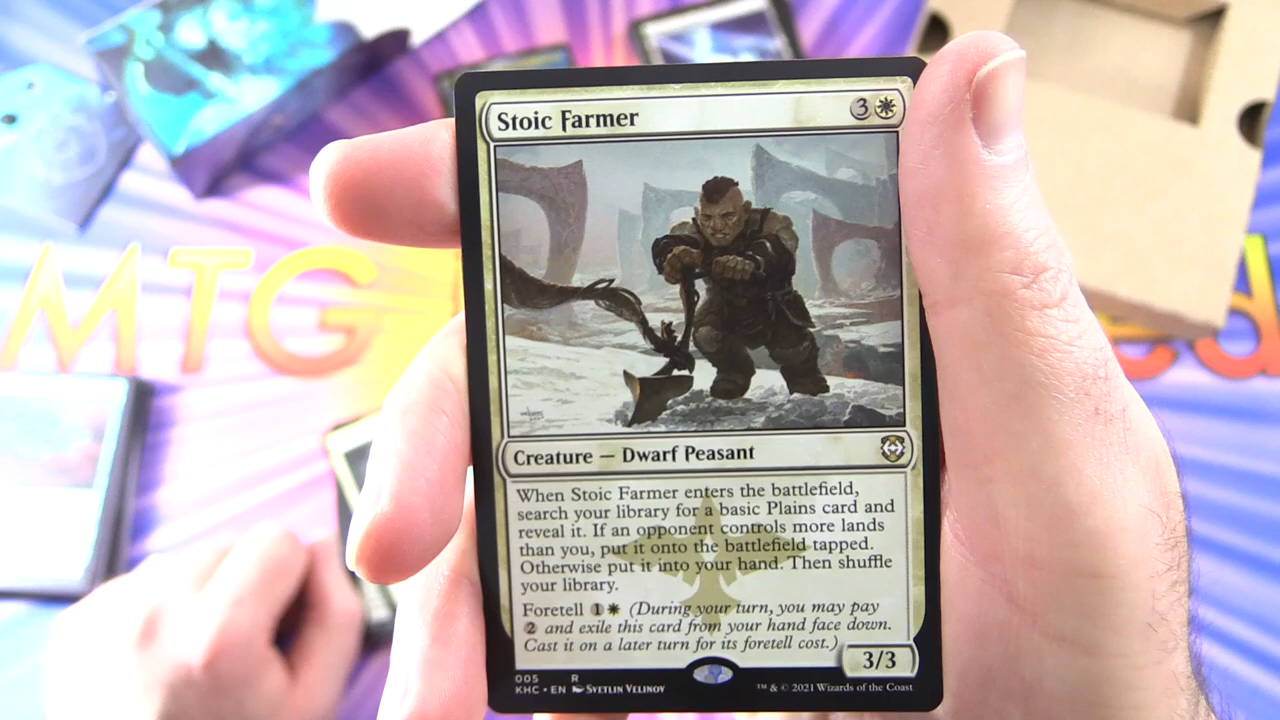 MTG
ed
Stoic Farmer
3
Creature — Dwarf Peasant
When Stoic Farmer enters the battlefield,
search your library for a basic Plains card and
reveal it. If an opponent controls more lands
than you, put it onto the battlefield tapped.
Otherwise put it into your hand. Then shuffle
your library.
Foretell 1 (During your turn, you may pay
2 and exile this card from your hand face down.
Cast it on a later turn for its foretell cost.)
3/3
005 R
KHC • EN Svetlin Velinov
™ & © 2021 Wizards of the Coast